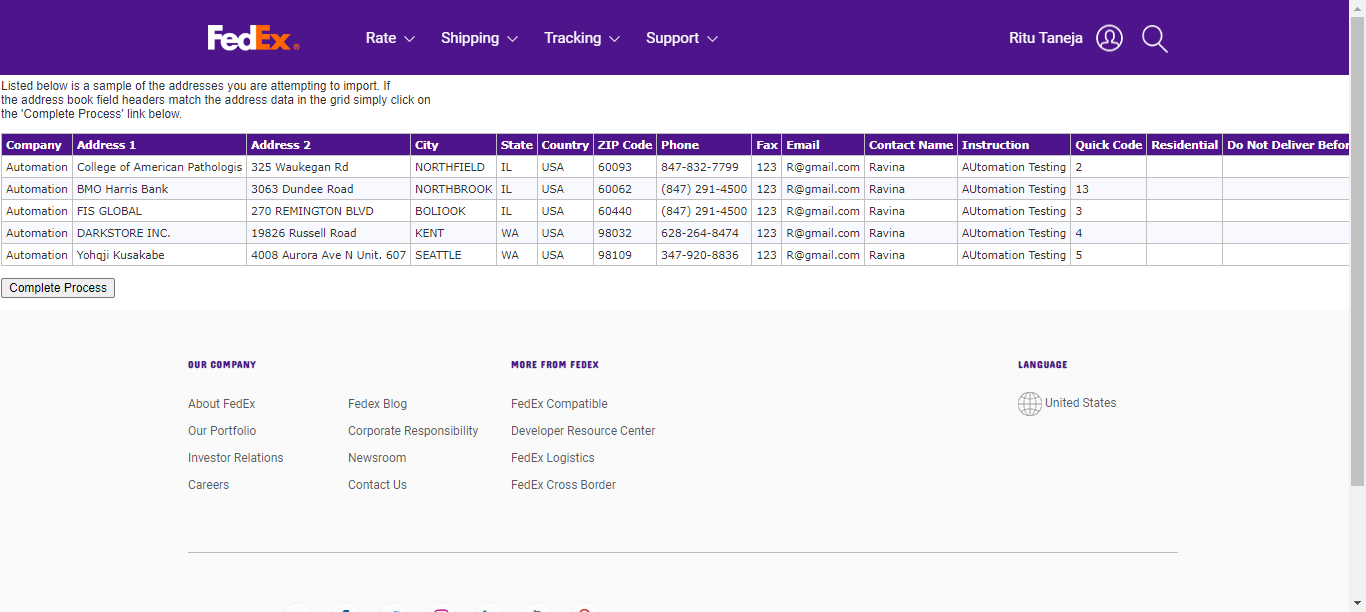 FedEx®
Rate Shipping Tracking Support Ritu Taneja
Listed below is a sample of the addresses you are attempting to import. If
the address book field headers match the address data in the grid simply click on
the 'Complete Process' link below.
Company Address 1 Address 2 City State Country ZIP Code Phone Fax Email Contact Name Instruction Quick Code Residential Do Not Deliver Befor
Automation College of American Pathologis 325 Waukegan Rd NORTHFIELD IL USA 60093 847-832-7799 123 R@gmail.com Ravina AUtomation Testing 2
Automation BMO Harris Bank 3063 Dundee Road NORTHBROOK IL USA 60062 (847) 291-4500 123 R@gmail.com Ravina AUtomation Testing 13
Automation FIS GLOBAL 270 REMINGTON BLVD BOLIOOK IL USA 60440 (847) 291-4500 123 R@gmail.com Ravina AUtomation Testing 3
Automation DARKSTORE INC. 19826 Russell Road KENT WA USA 98032 628-264-8474 123 R@gmail.com Ravina AUtomation Testing 4
Automation Yohqji Kusakabe 4008 Aurora Ave N Unit. 607 SEATTLE WA USA 98109 347-920-8836 123 R@gmail.com Ravina AUtomation Testing 5
Complete Process
OUR COMPANY MORE FROM FEDEX LANGUAGE
About FedEx Fedex Blog FedEx Compatible United States
Our Portfolio Corporate Responsibility Developer Resource Center
Investor Relations Newsroom FedEx Logistics
Careers Contact Us FedEx Cross Border